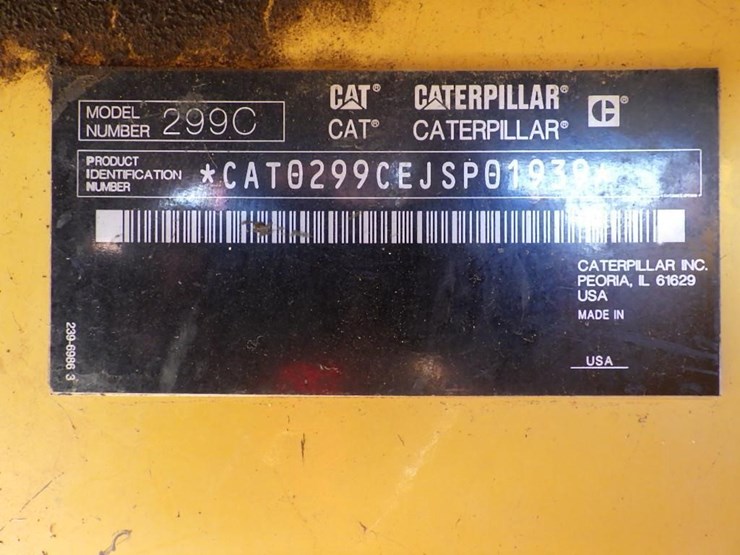 CAT® CATERPILLAR®
CAT® CATERPILLAR®
MODEL NUMBER 299C
PRODUCT IDENTIFICATION NUMBER *CAT0299CEJSP01939*
CATERPILLAR INC.
PEORIA, IL 61629
USA
MADE IN
USA
239-6986 3